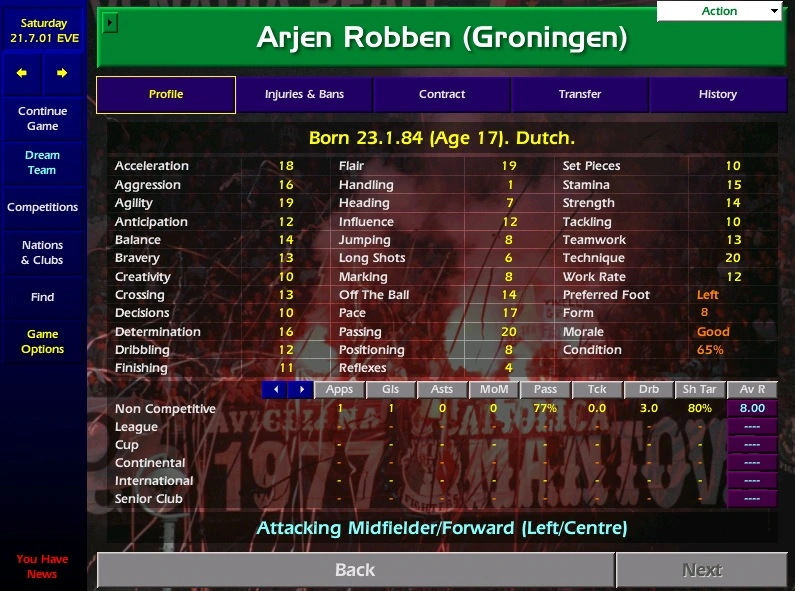 Saturday
21.7.01 EVE
Action
Arjen Robben (Groningen)
Profile Injuries & Bans Contract Transfer History
Continue
Game
Dream
Team
Competitions
Nations
& Clubs
Find
Game
Options
Born 23.1.84 (Age 17). Dutch.
Acceleration 18 Flair 19 Set Pieces 10
Aggression 16 Handling 1 Stamina 15
Agility 19 Heading 7 Strength 14
Anticipation 12 Influence 12 Tackling 10
Balance 14 Jumping 8 Teamwork 13
Bravery 13 Long Shots 6 Technique 20
Creativity 10 Marking 8 Work Rate 12
Crossing 13 Off The Ball 14 Preferred Foot Left
Decisions 10 Pace 17 Form 8
Determination 16 Passing 20 Morale Good
Dribbling 12 Positioning 8 Condition 65%
Finishing 11 Reflexes 4
Apps Gls Asts MoM Pass Tck Drb Sh Tar Av R
Non Competitive 1 1 0 0 77% 0.0 3.0 80% 8.00
League - - - - - - - - ----
Cup - - - - - - - - ----
Continental - - - - - - - - ----
International - - - - - - - - ----
Senior Club - - - - - - - - ----
1977 MANTOV
Attacking Midfielder/Forward (Left/Centre)
You Have
News
Back Next